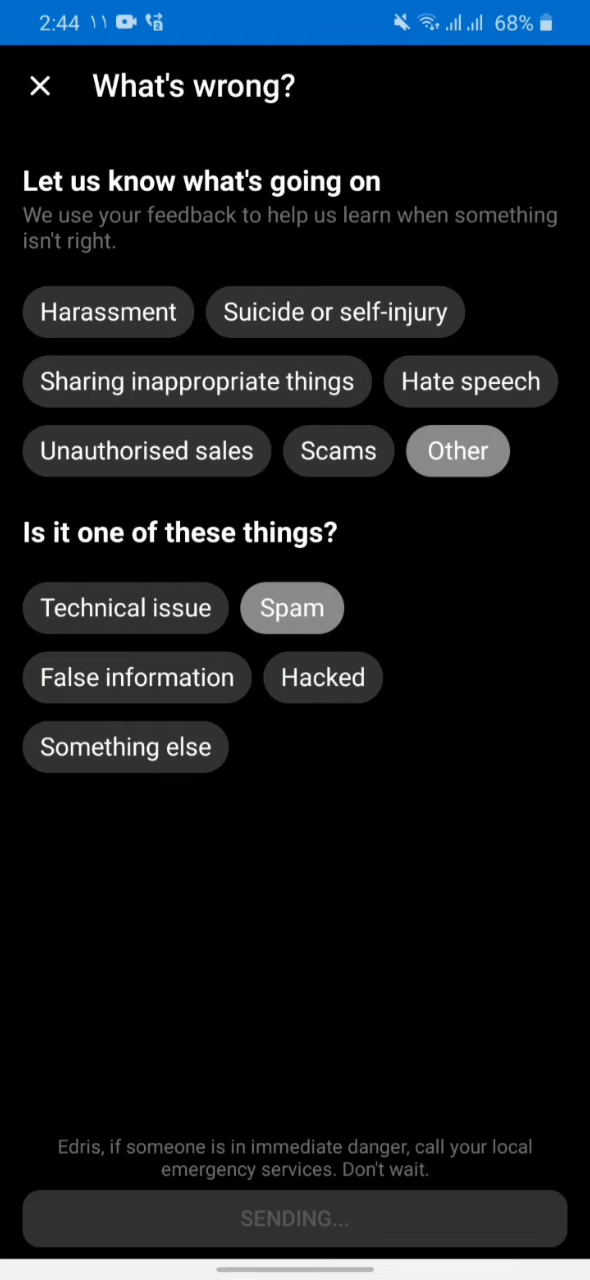 2:44 ١١ 68%
What's wrong?
Let us know what's going on
We use your feedback to help us learn when something
isn't right.
Harassment Suicide or self-injury
Sharing inappropriate things Hate speech
Unauthorised sales Scams Other
Is it one of these things?
Technical issue Spam
False information Hacked
Something else
Edris, if someone is in immediate danger, call your local
emergency services. Don't wait.
SENDING...